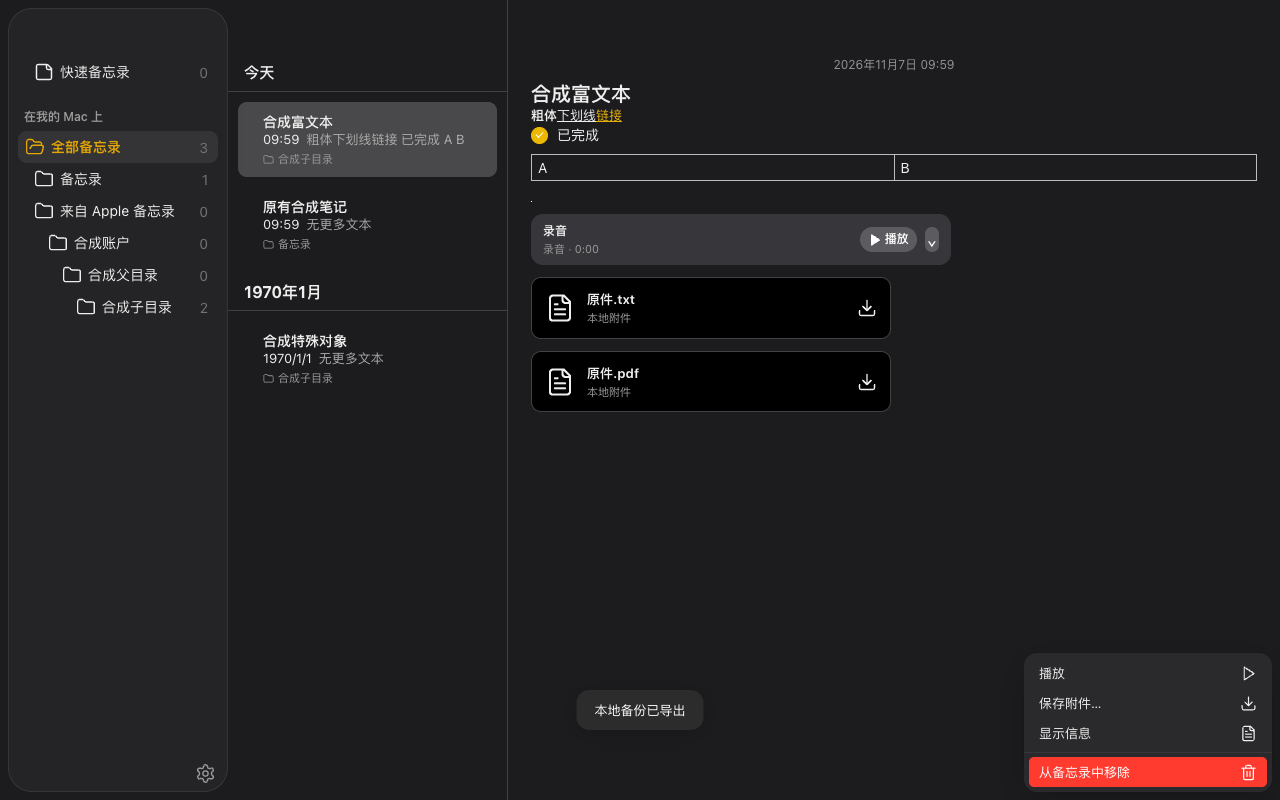 快速备忘录 0
在我的 Mac 上
全部备忘录 3
备忘录 1
来自 Apple 备忘录 0
合成账户 0
合成父目录 0
合成子目录 2
今天
合成富文本
09:59 粗体下划线链接 已完成 A B
合成子目录
原有合成笔记
09:59 无更多文本
备忘录
1970年1月
合成特殊对象
1970/1/1 无更多文本
合成子目录
2026年11月7日 09:59
合成富文本
粗体下划线链接
已完成
A B
录音
录音 · 0:00
播放
原件.txt
本地附件
原件.pdf
本地附件
本地备份已导出
播放
保存附件...
显示信息
从备忘录中移除